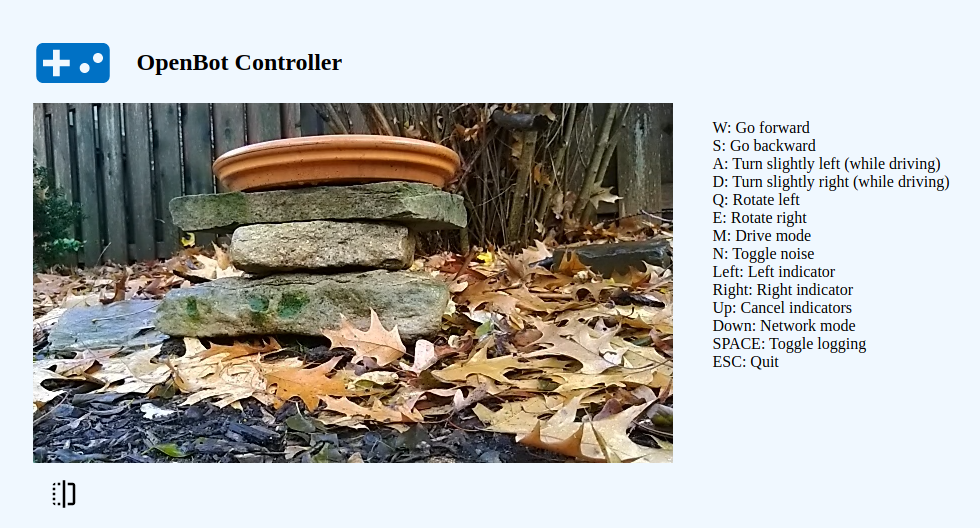 OpenBot Controller
W: Go forward
S: Go backward
A: Turn slightly left (while driving)
D: Turn slightly right (while driving)
Q: Rotate left
E: Rotate right
M: Drive mode
N: Toggle noise
Left: Left indicator
Right: Right indicator
Up: Cancel indicators
Down: Network mode
SPACE: Toggle logging
ESC: Quit